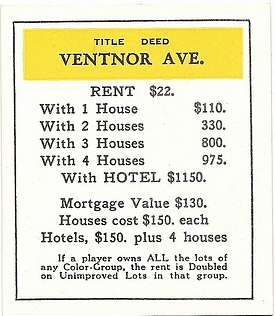 TITLE DEED
VENTNOR AVE.
RENT $22.
With 1 House $110.
With 2 Houses 330.
With 3 Houses 800.
With 4 Houses 975.
With HOTEL $1150.
Mortgage Value $130.
Houses cost $150. each
Hotels, $150. plus 4 houses
If a player owns ALL the lots of
any Color-Group, the rent is Doubled
on Unimproved Lots in that group.